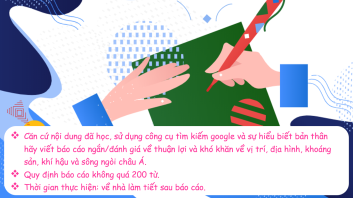 ❖ Căn cứ nội dung đã học, sử dụng công cụ tìm kiếm google và sự hiểu biết bản thân
hãy viết báo cáo ngắn/đánh giá về thuận lợi và khó khăn về vị trí, địa hình, khoáng
sản, khí hậu và sông ngòi châu Á.
❖ Quy định báo cáo không quá 200 từ.
❖ Thời gian thực hiện: về nhà làm tiết sau báo cáo.